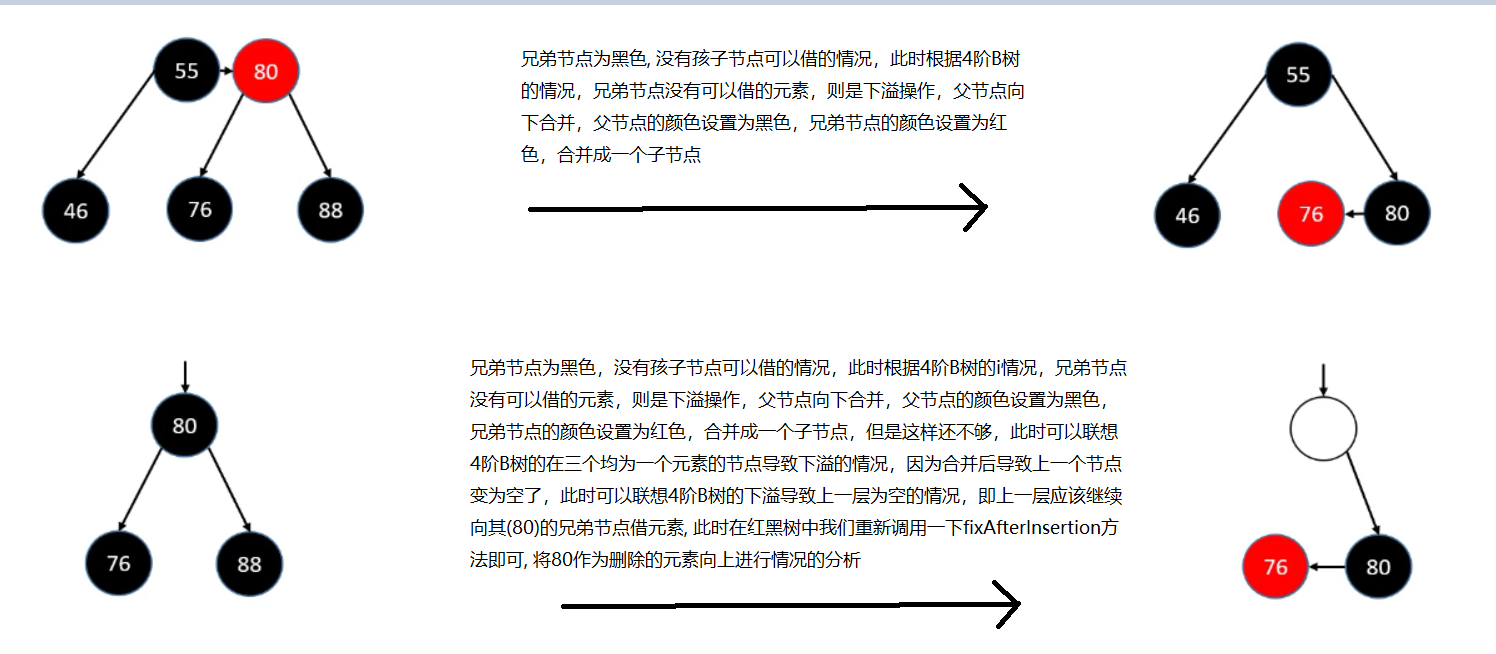 55
80
46
76
88
兄弟节点为黑色, 没有孩子节点可以借的情况，此时根据4阶B树
的情况，兄弟节点没有可以借的元素，则是下溢操作，父节点向
下合并，父节点的颜色设置为黑色，兄弟节点的颜色设置为红
色，合并成一个子节点
55
46
76
80
80
76
88
兄弟节点为黑色，没有孩子节点可以借的情况，此时根据4阶B树的i情况，兄弟节点
没有可以借的元素，则是下溢操作，父节点向下合并，父节点的颜色设置为黑色，
兄弟节点的颜色设置为红色，合并成一个子节点，但是这样还不够，此时可以联想
4阶B树的在三个均为一个元素的节点导致下溢的情况，因为合并后导致上一个节点
变为空了，此时可以联想4阶B树的下溢导致上一层为空的情况，即上一层应该继续
向其(80)的兄弟节点借元素, 此时在红黑树中我们重新调用一下fixAfterInsertion方
法即可, 将80作为删除的元素向上进行情况的分析
76
80